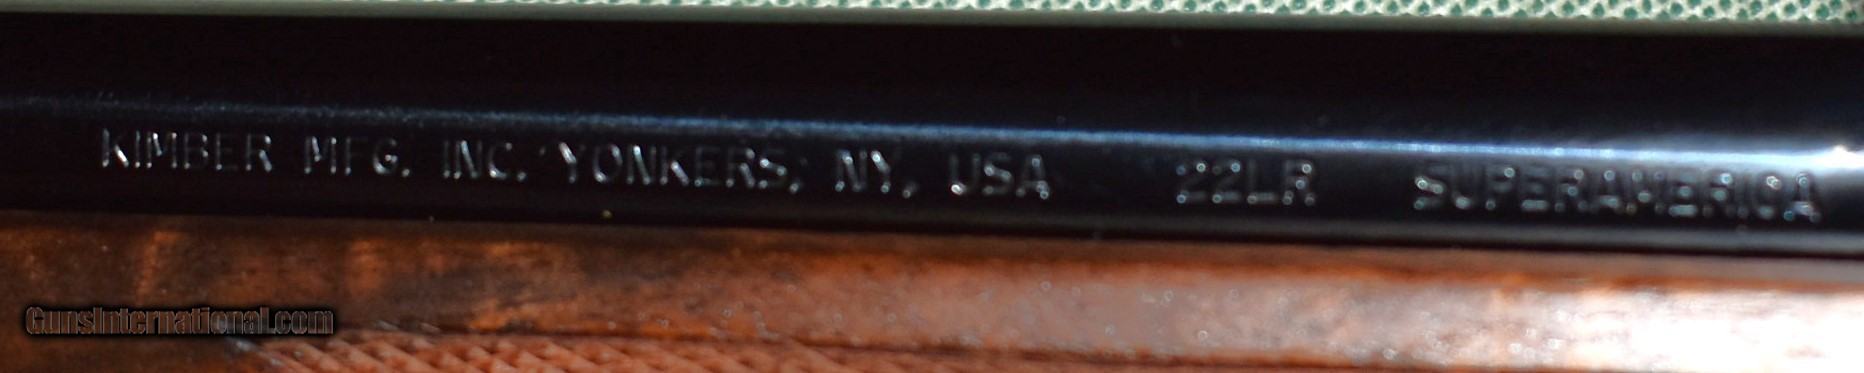 KIMBER MFG. INC. YONKERS, NY, USA 22LR SUPERAMERICA
GunsInternational.com